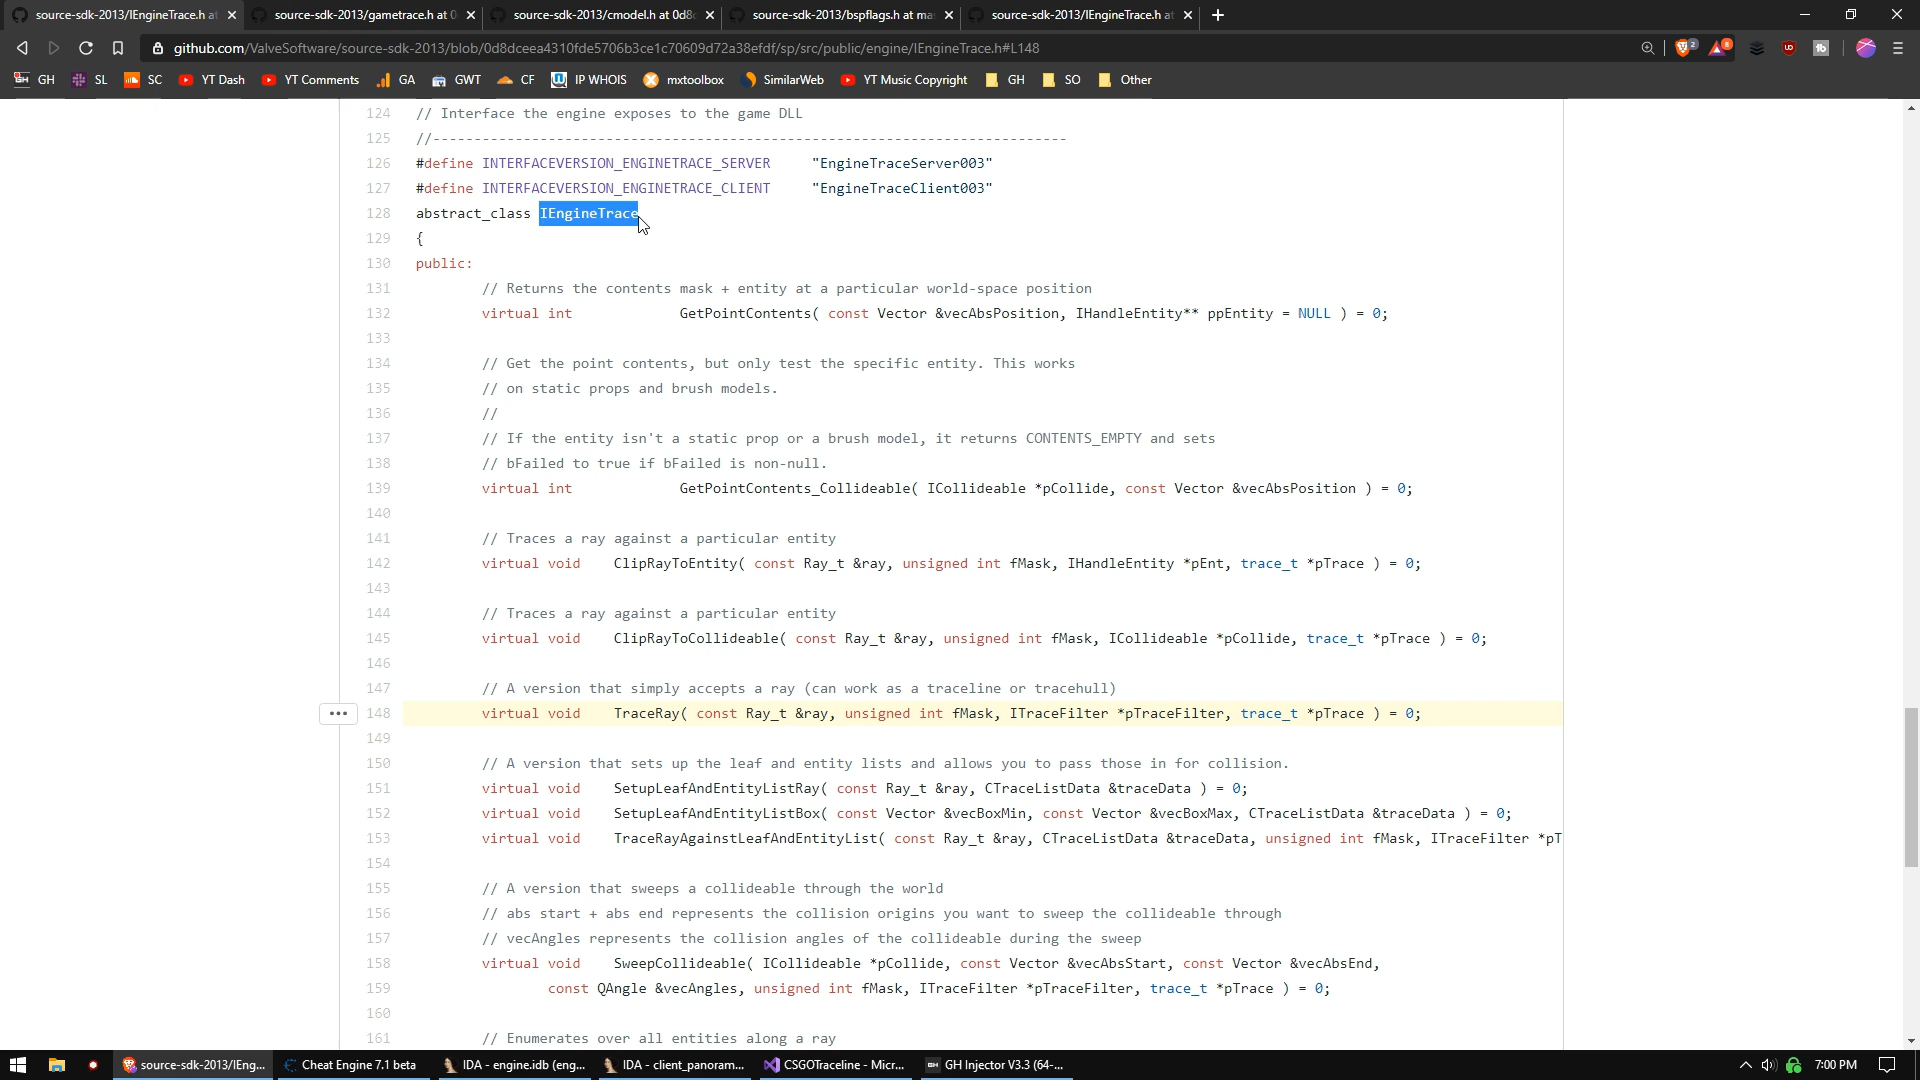 source-sdk-2013/IEngineTrace.h at
source-sdk-2013/gametrace.h at 0
source-sdk-2013/cmodel.h at 0d8
source-sdk-2013/bspflags.h at ma
source-sdk-2013/IEngineTrace.h at
github.com/ValveSoftware/source-sdk-2013/blob/0d8dceea4310fde5706b3ce1c70609d72a38efdf/sp/src/public/engine/IEngineTrace.h#L148
GH SL SC YT Dash YT Comments GA GWT CF IP WHOIS mxtoolbox SimilarWeb YT Music Copyright GH SO Other
124 // Interface the engine exposes to the game DLL
125 //-----------------------------------------------------------------------------
126 #define INTERFACEVERSION_ENGINETRACE_SERVER "EngineTraceServer003"
127 #define INTERFACEVERSION_ENGINETRACE_CLIENT "EngineTraceClient003"
128 abstract_class IEngineTrace
129 {
130 public:
131 // Returns the contents mask + entity at a particular world-space position
132 virtual int GetPointContents( const Vector &vecAbsPosition, IHandleEntity** ppEntity = NULL ) = 0;
133
134 // Get the point contents, but only test the specific entity. This works
135 // on static props and brush models.
136 //
137 // If the entity isn't a static prop or a brush model, it returns CONTENTS_EMPTY and sets
138 // bFailed to true if bFailed is non-null.
139 virtual int GetPointContents_Collideable( ICollideable *pCollide, const Vector &vecAbsPosition ) = 0;
140
141 // Traces a ray against a particular entity
142 virtual void ClipRayToEntity( const Ray_t &ray, unsigned int fMask, IHandleEntity *pEnt, trace_t *pTrace ) = 0;
143
144 // Traces a ray against a particular entity
145 virtual void ClipRayToCollideable( const Ray_t &ray, unsigned int fMask, ICollideable *pCollide, trace_t *pTrace ) = 0;
146
147 // A version that simply accepts a ray (can work as a traceline or tracehull)
148 virtual void TraceRay( const Ray_t &ray, unsigned int fMask, ITraceFilter *pTraceFilter, trace_t *pTrace ) = 0;
149
150 // A version that sets up the leaf and entity lists and allows you to pass those in for collision.
151 virtual void SetupLeafAndEntityListRay( const Ray_t &ray, CTraceListData &traceData ) = 0;
152 virtual void SetupLeafAndEntityListBox( const Vector &vecBoxMin, const Vector &vecBoxMax, CTraceListData &traceData ) = 0;
153 virtual void TraceRayAgainstLeafAndEntityList( const Ray_t &ray, CTraceListData &traceData, unsigned int fMask, ITraceFilter *pT
154
155 // A version that sweeps a collideable through the world
156 // abs start + abs end represents the collision origins you want to sweep the collideable through
157 // vecAngles represents the collision angles of the collideable during the sweep
158 virtual void SweepCollideable( ICollideable *pCollide, const Vector &vecAbsStart, const Vector &vecAbsEnd,
159 const QAngle &vecAngles, unsigned int fMask, ITraceFilter *pTraceFilter, trace_t *pTrace ) = 0;
160
161 // Enumerates over all entities along a ray
source-sdk-2013/IEng... Cheat Engine 7.1 beta IDA - engine.idb (eng... IDA - client_panoram... CSGOTraceline - Micr... GH Injector V3.3 (64-... 7:00 PM